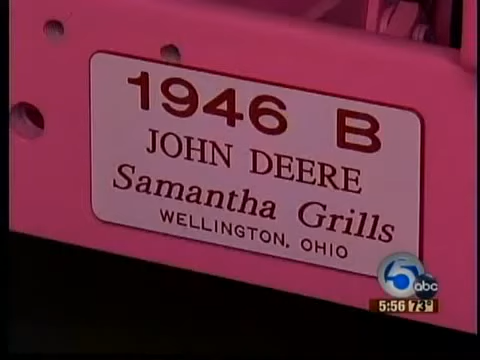 1946 B
JOHN DEERE
Samantha Grills
WELLINGTON, OHIO
5 abc
5:56 73°